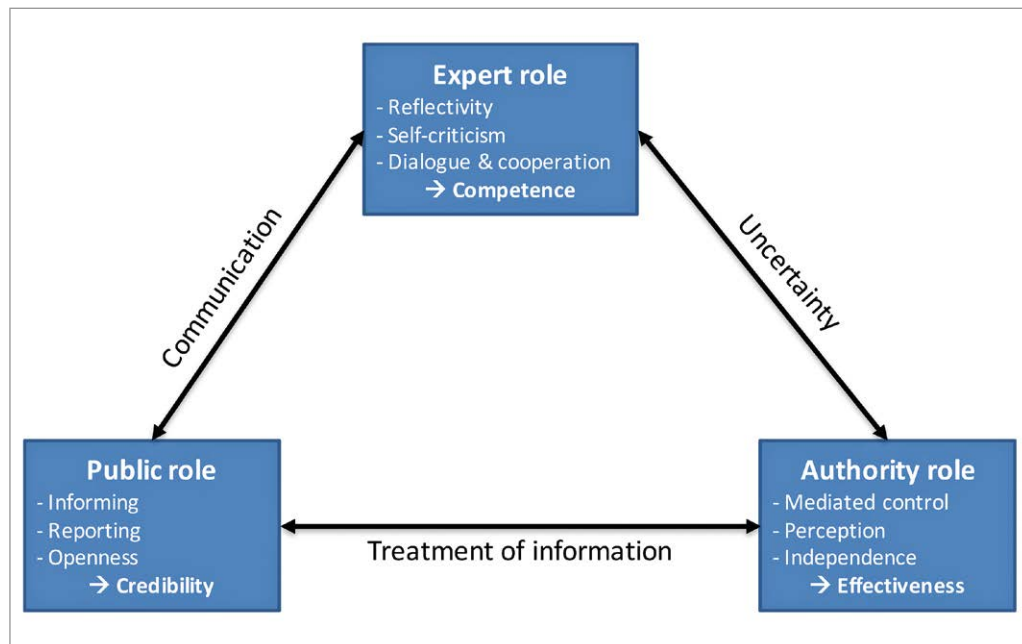 Expert role
- Reflectivity
- Self-criticism
- Dialogue & cooperation
→ Competence
Communication
Uncertainty
Public role
- Informing
- Reporting
- Openness
→ Credibility
Treatment of information
Authority role
- Mediated control
- Perception
- Independence
→ Effectiveness